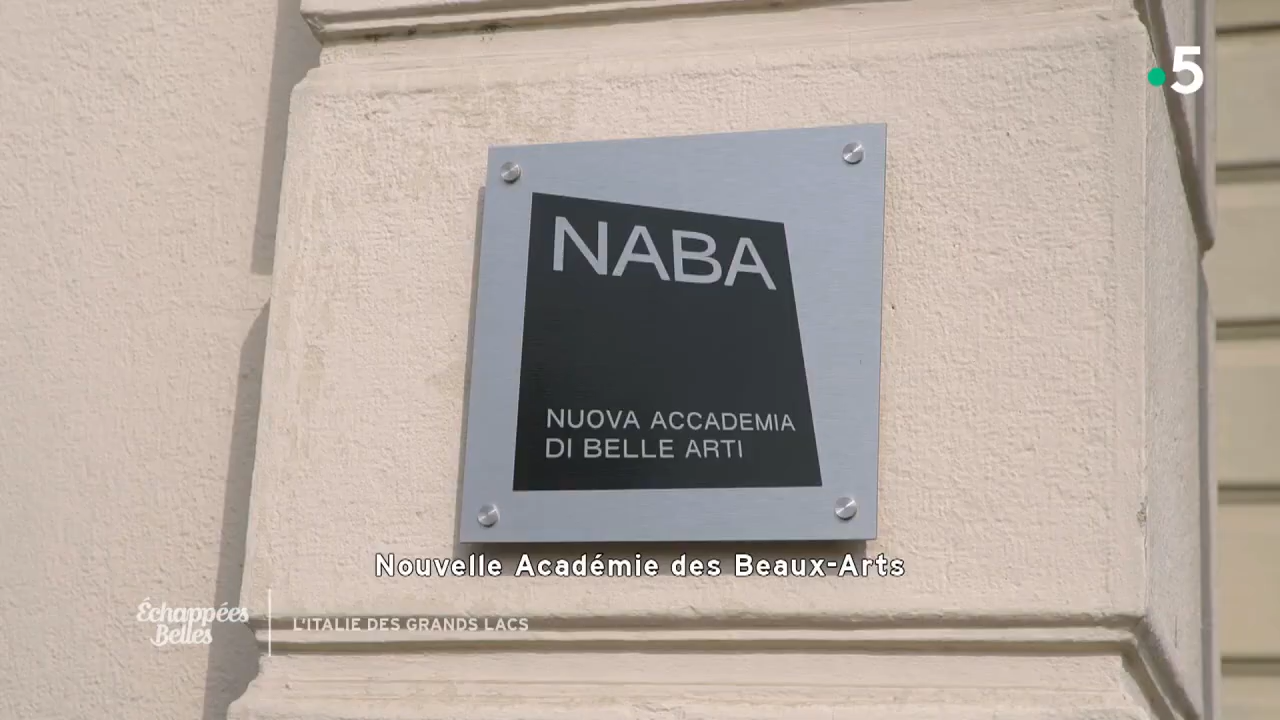 5
NABA
NUOVA ACCADEMIA
DI BELLE ARTI
Nouvelle Académie des Beaux-Arts
Échappées
Belles
L'ITALIE DES GRANDS LACS